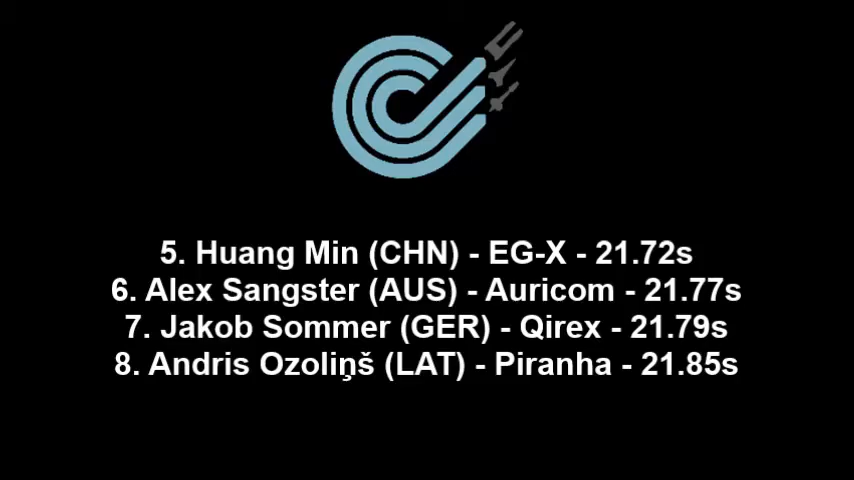 5. Huang Min (CHN) - EG-X - 21.72s
6. Alex Sangster (AUS) - Auricom - 21.77s
7. Jakob Sommer (GER) - Qirex - 21.79s
8. Andris Ozoliņš (LAT) - Piranha - 21.85s